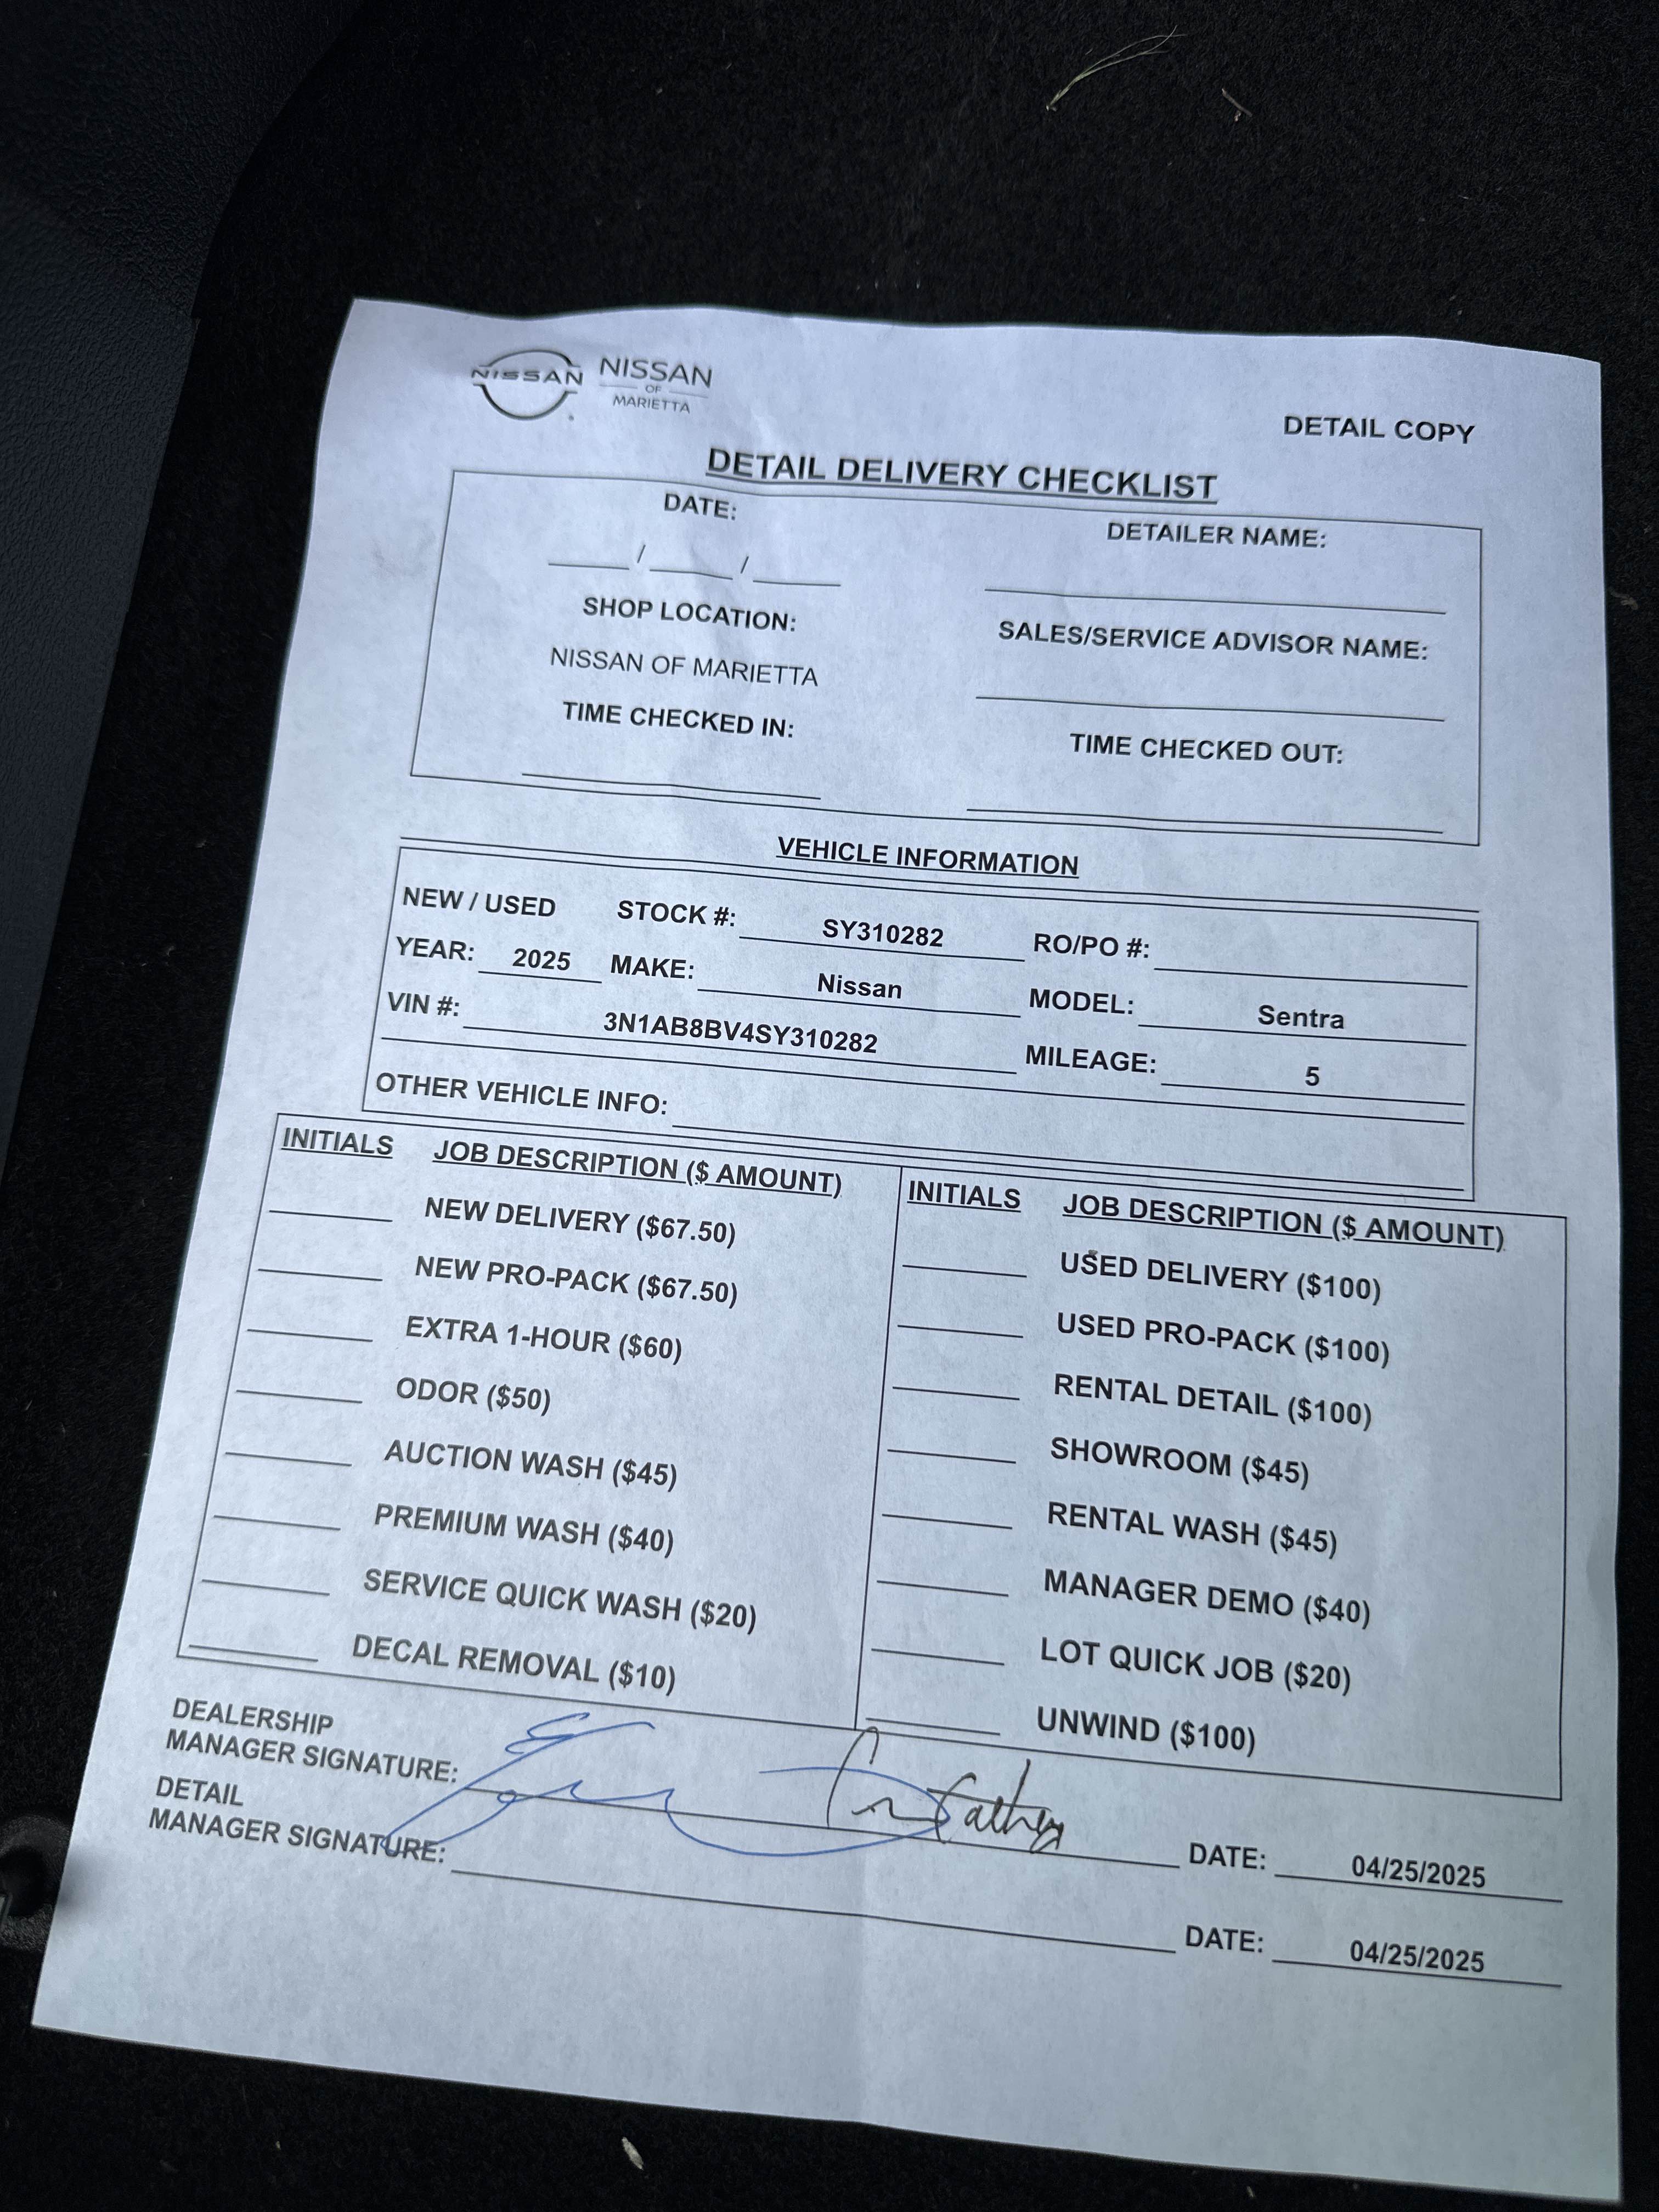 NISSAN NISSAN
OF
MARIETTA
DETAIL COPY
DETAIL DELIVERY CHECKLIST
DATE:
DETAILER NAME:
____ / ____ / ____
SHOP LOCATION:
SALES/SERVICE ADVISOR NAME:
NISSAN OF MARIETTA
TIME CHECKED IN:
TIME CHECKED OUT:
VEHICLE INFORMATION
NEW / USED STOCK #: SY310282 RO/PO #:
YEAR: 2025 MAKE: Nissan MODEL: Sentra
VIN #: 3N1AB8BV4SY310282 MILEAGE: 5
OTHER VEHICLE INFO:
INITIALS JOB DESCRIPTION ($ AMOUNT)
NEW DELIVERY ($67.50)
NEW PRO-PACK ($67.50)
EXTRA 1-HOUR ($60)
ODOR ($50)
AUCTION WASH ($45)
PREMIUM WASH ($40)
SERVICE QUICK WASH ($20)
DECAL REMOVAL ($10)
INITIALS JOB DESCRIPTION ($ AMOUNT)
USED DELIVERY ($100)
USED PRO-PACK ($100)
RENTAL DETAIL ($100)
SHOWROOM ($45)
RENTAL WASH ($45)
MANAGER DEMO ($40)
LOT QUICK JOB ($20)
UNWIND ($100)
DEALERSHIP
MANAGER SIGNATURE: DATE: 04/25/2025
DETAIL
MANAGER SIGNATURE: DATE: 04/25/2025